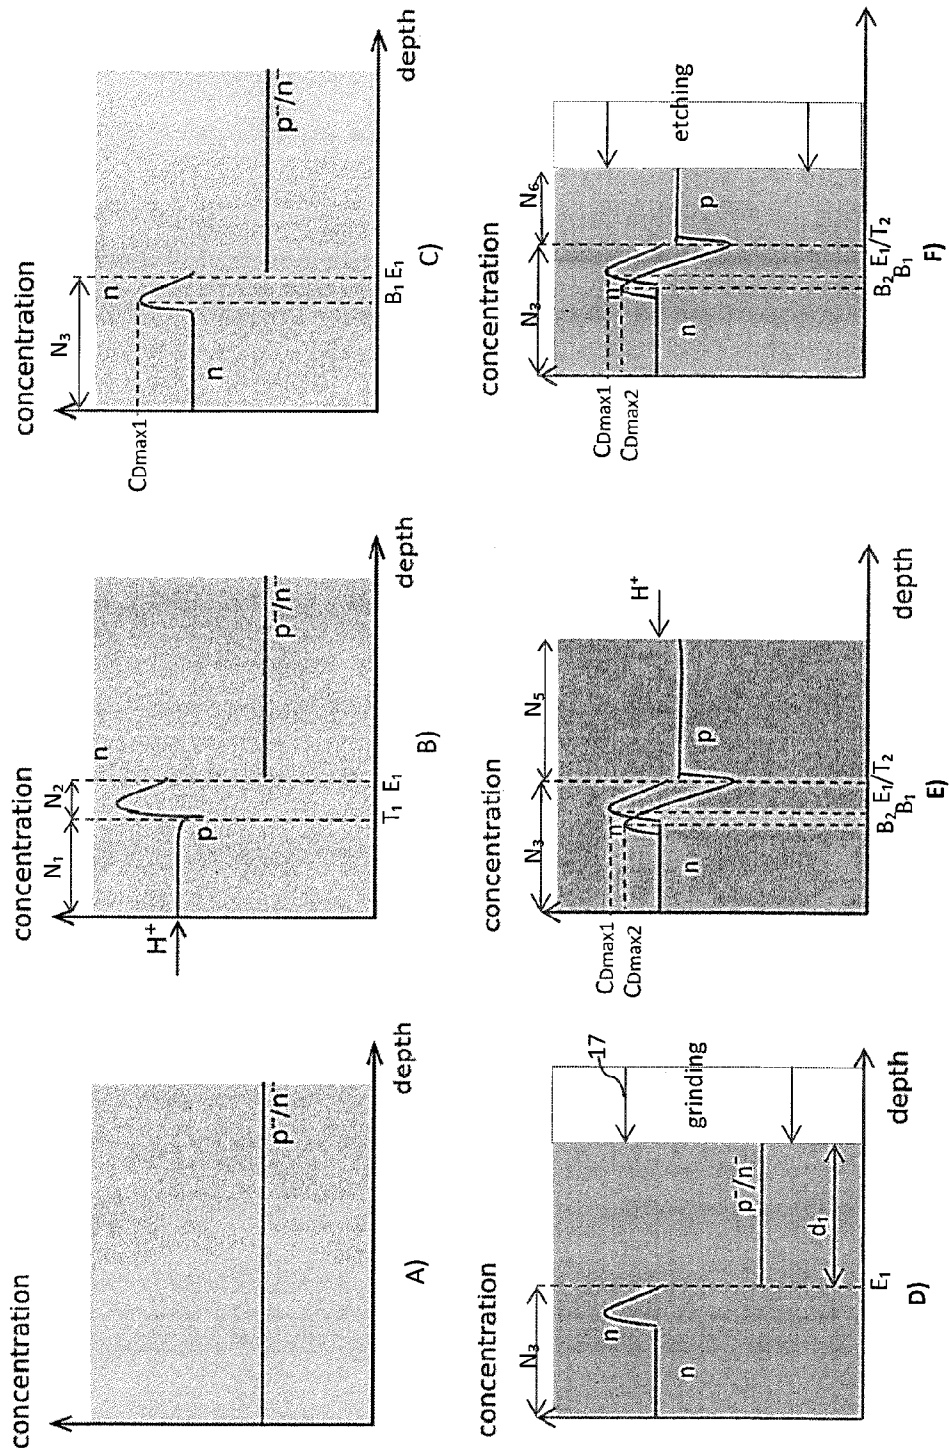 concentration
p⁻/n⁻
depth
A)
concentration
N₁
N₂
n
H⁺
p
p⁻/n⁻
T₁
E₁
depth
B)
concentration
N₃
n
CDmax1
n
p⁻/n⁻
B₁
E₁
depth
C)
concentration
N₃
17
grinding
n
n
p⁻/n⁻
d₁
E₁
depth
D)
concentration
N₃
N₅
H⁺
CDmax1
CDmax2
n
n
p
B₂
B₁
E₁/T₂
depth
E)
concentration
N₃
N₆
etching
CDmax1
CDmax2
n
n
p
B₂
B₁
E₁/T₂
F)